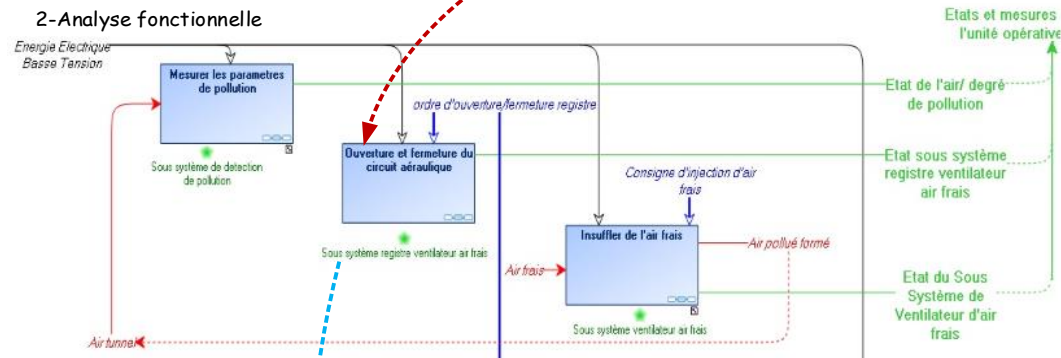 2-Analyse fonctionnelle
Etats et mesures
l'unité opérative
Energie Electrique
Basse Tension
Mesurer les parametres
de pollution
Etat de l'air/ degré
de pollution
ordre d'ouverture/fermeture registre
Sous système de detection
de pollution
Ouverture et fermeture du
circuit aéraulique
Etat sous système
registre ventilateur
air frais
Consigne d'injection d'air
frais
Insuffler de l'air frais
Air pollué formé
Sous système registre ventilateur air frais
Air frais
Etat du Sous
Système de
Ventilateur d'air
frais
Sous système ventilateur air frais
Air tunnel